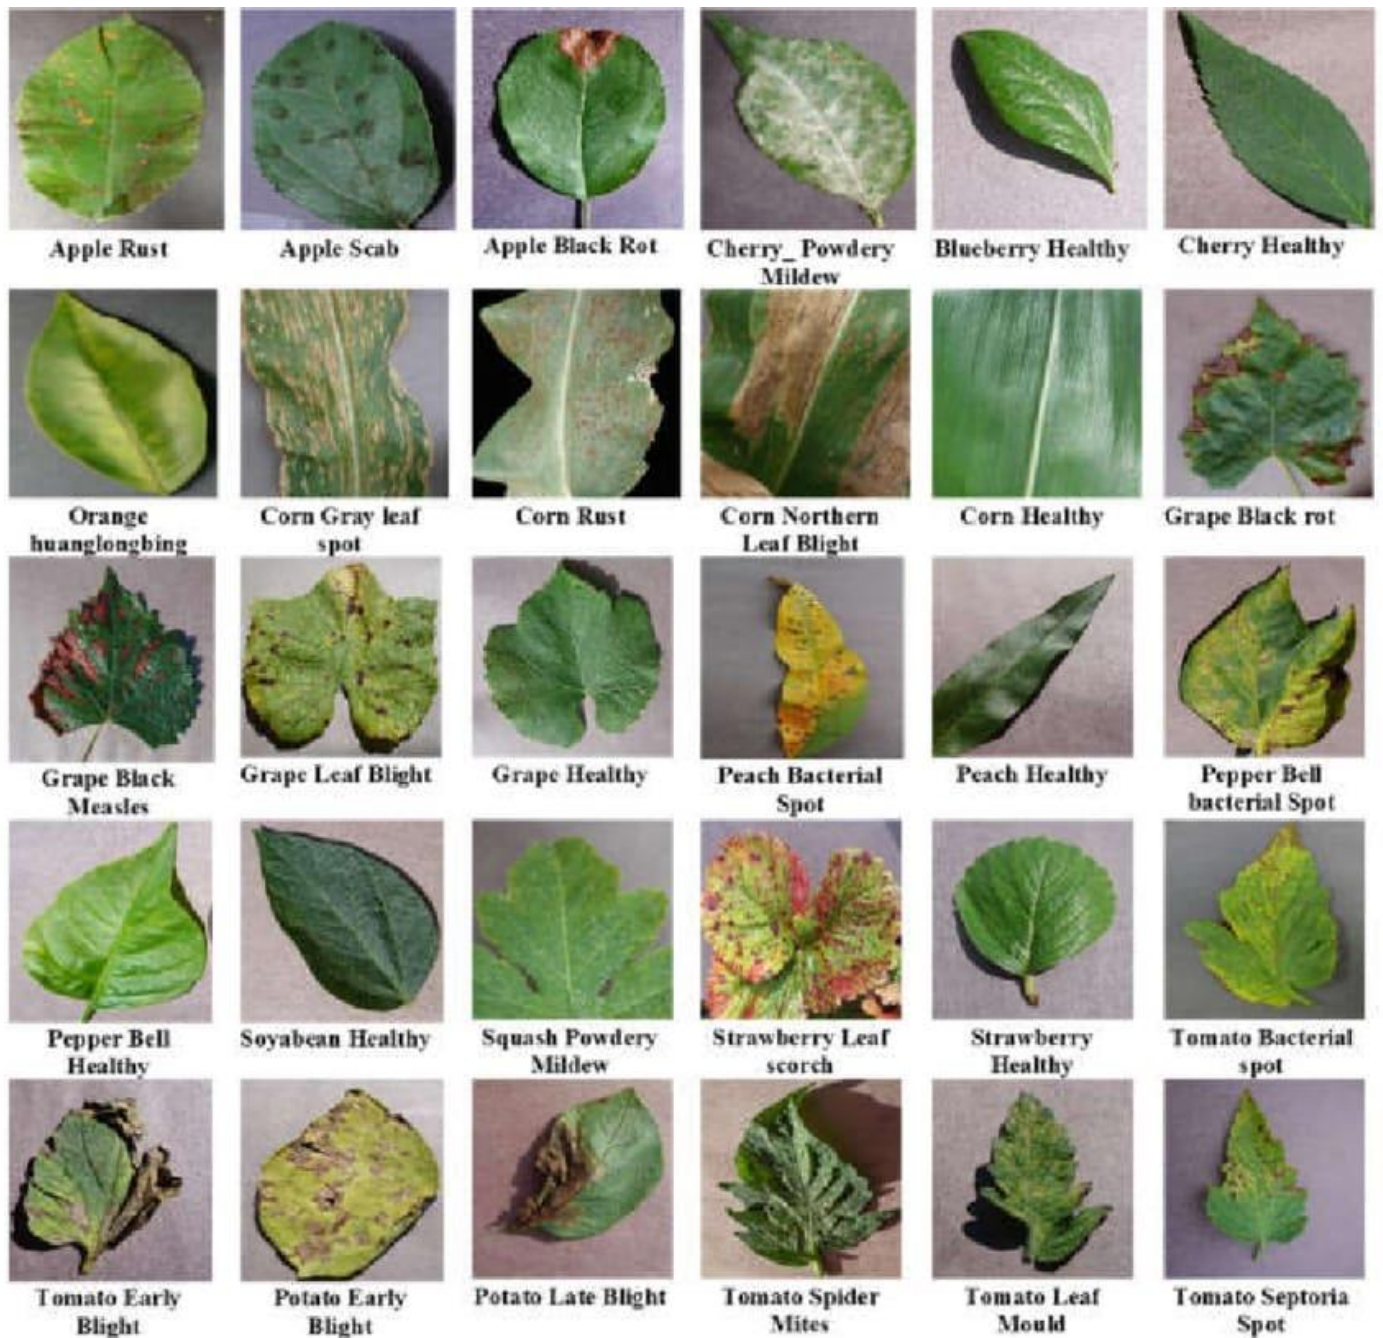 Apple Rust
Apple Scab
Apple Black Rot
Cherry_ Powdery
Mildew
Blueberry Healthy
Cherry Healthy
Orange
huanglongbing
Corn Gray leaf
spot
Corn Rust
Corn Northern
Leaf Blight
Corn Healthy
Grape Black rot
Grape Black
Measles
Grape Leaf Blight
Grape Healthy
Peach Bacterial
Spot
Peach Healthy
Pepper Bell
bacterial Spot
Pepper Bell
Healthy
Soyabean Healthy
Squash Powdery
Mildew
Strawberry Leaf
scorch
Strawberry
Healthy
Tomato Bacterial
spot
Tomato Early
Blight
Potato Early
Blight
Potato Late Blight
Tomato Spider
Mites
Tomato Leaf
Mould
Tomato Septoria
Spot